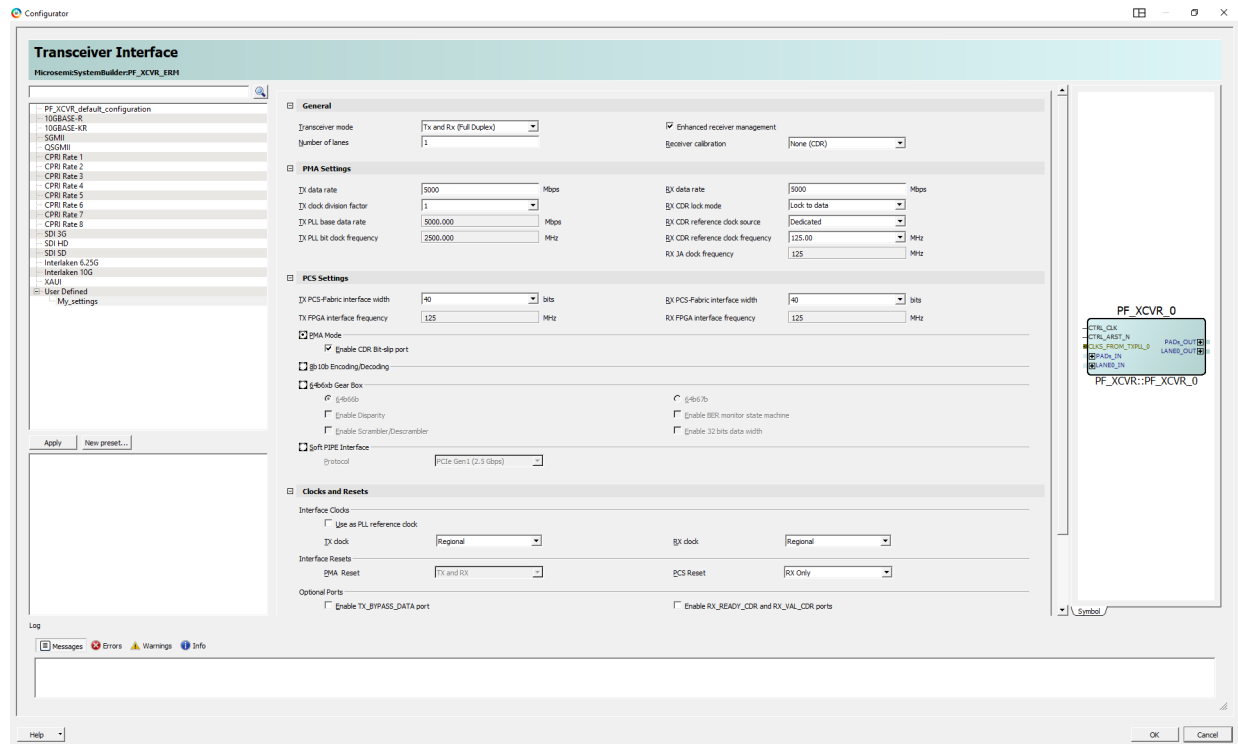 Configurator
Transceiver Interface
Microsemi:SystemBuilder:PF_XCVR_ERM
PF_XCVR_default_configuration
10GBASE-R
10GBASE-KR
SGMII
QSGMII
CPRI Rate 1
CPRI Rate 2
CPRI Rate 3
CPRI Rate 4
CPRI Rate 5
CPRI Rate 6
CPRI Rate 7
CPRI Rate 8
SDI 3G
SDI HD
SDI SD
Interlaken 6.25G
Interlaken 10G
XAUI
User Defined
My_settings
Apply New preset...
General
Transceiver mode Tx and Rx (Full Duplex) Enhanced receiver management
Number of lanes 1 Receiver calibration None (CDR)
PMA Settings
TX data rate 5000 Mbps RX data rate 5000 Mbps
TX clock division factor 1 RX CDR lock mode Lock to data
TX PLL base data rate 5000.000 Mbps RX CDR reference clock source Dedicated
TX PLL bit clock frequency 2500.000 MHz RX CDR reference clock frequency 125.00 MHz
RX JA clock frequency 125 MHz
PCS Settings
TX PCS-Fabric interface width 40 bits RX PCS-Fabric interface width 40 bits
TX FPGA interface frequency 125 MHz RX FPGA interface frequency 125 MHz
PMA Mode
Enable CDR Bit-slip port
8b10b Encoding/Decoding
64b6xb Gear Box
64b66b 64b67b
Enable Disparity Enable BER monitor state machine
Enable Scrambler/Descrambler Enable 32 bits data width
Soft PIPE Interface
Protocol PCIe Gen1 (2.5 Gbps)
Clocks and Resets
Interface Clocks
Use as PLL reference clock
TX clock Regional RX clock Regional
Interface Resets
PMA Reset TX and RX PCS Reset RX Only
Optional Ports
Enable TX_BYPASS_DATA port Enable RX_READY_CDR and RX_VAL_CDR ports
PF_XCVR_0
CTRL_CLK
CTRL_ARST_N
CLKS_FROM_TXPLL_0
PADs_IN
LANE0_IN
PADs_OUT
LANE0_OUT
PF_XCVR::PF_XCVR_0
Symbol
Log
Messages Errors Warnings Info
Help OK Cancel